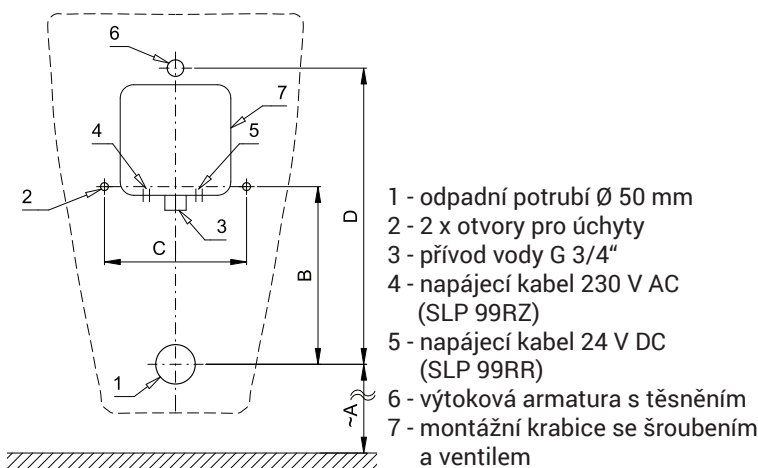 6
7
4
5
2
3
C
D
B
1
~A
1 - odpadní potrubí Ø 50 mm
2 - 2 x otvory pro úchyty
3 - přívod vody G 3/4“
4 - napájecí kabel 230 V AC
(SLP 99RZ)
5 - napájecí kabel 24 V DC
(SLP 99RR)
6 - výtoková armatura s těsněním
7 - montážní krabice se šroubením
a ventilem